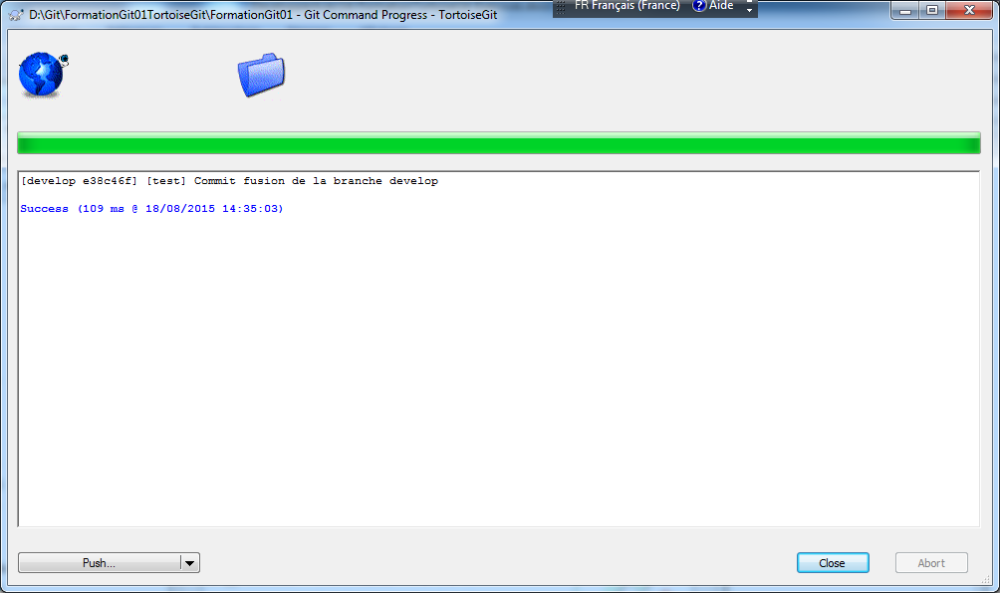 D:\Git\FormationGit01TortoiseGit\FormationGit01 - Git Command Progress - TortoiseGit
FR Français (France) ? Aide
[develop e38c46f] [test] Commit fusion de la branche develop
Success (109 ms @ 18/08/2015 14:35:03)
Push...
Close
Abort